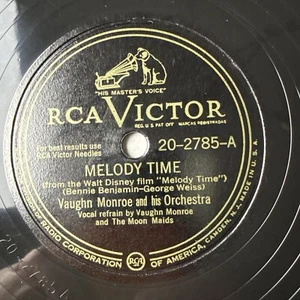 "HIS MASTER'S VOICE"
RCA VICTOR
REG. U.S. PAT. OFF. MARCAS REGISTRADAS
For best results use
RCA Victor Needles
20-2785-A
MELODY TIME
(from the Walt Disney film "Melody Time")
(Bennie Benjamin-George Weiss)
Vaughn Monroe and his Orchestra
Vocal refrain by Vaughn Monroe
and The Moon Maids
RADIO CORPORATION OF AMERICA, CAMDEN, N. J. MADE IN U.S.A.
RCA